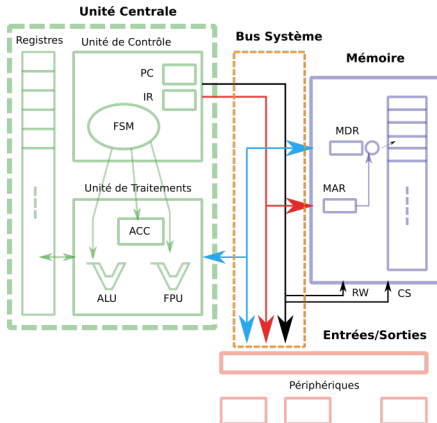 Unité Centrale
Registres
Unité de Contrôle
PC
IR
FSM
Unité de Traitements
ACC
ALU
FPU
Bus Système
Mémoire
MDR
MAR
RW
CS
Entrées/Sorties
Périphériques